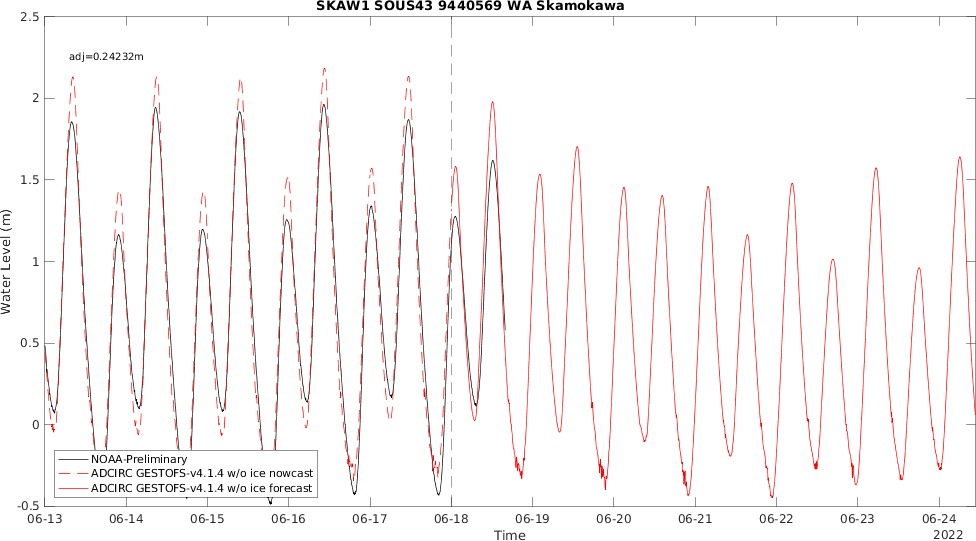 SKAW1 SOUS43 9440569 WA Skamokawa
adj=0.24232m
2.5
2
1.5
1
0.5
0
-0.5
Water Level (m)
NOAA-Preliminary
ADCIRC GESTOFS-v4.1.4 w/o ice nowcast
ADCIRC GESTOFS-v4.1.4 w/o ice forecast
06-13 06-14 06-15 06-16 06-17 06-18 06-19 06-20 06-21 06-22 06-23 06-24
Time
2022